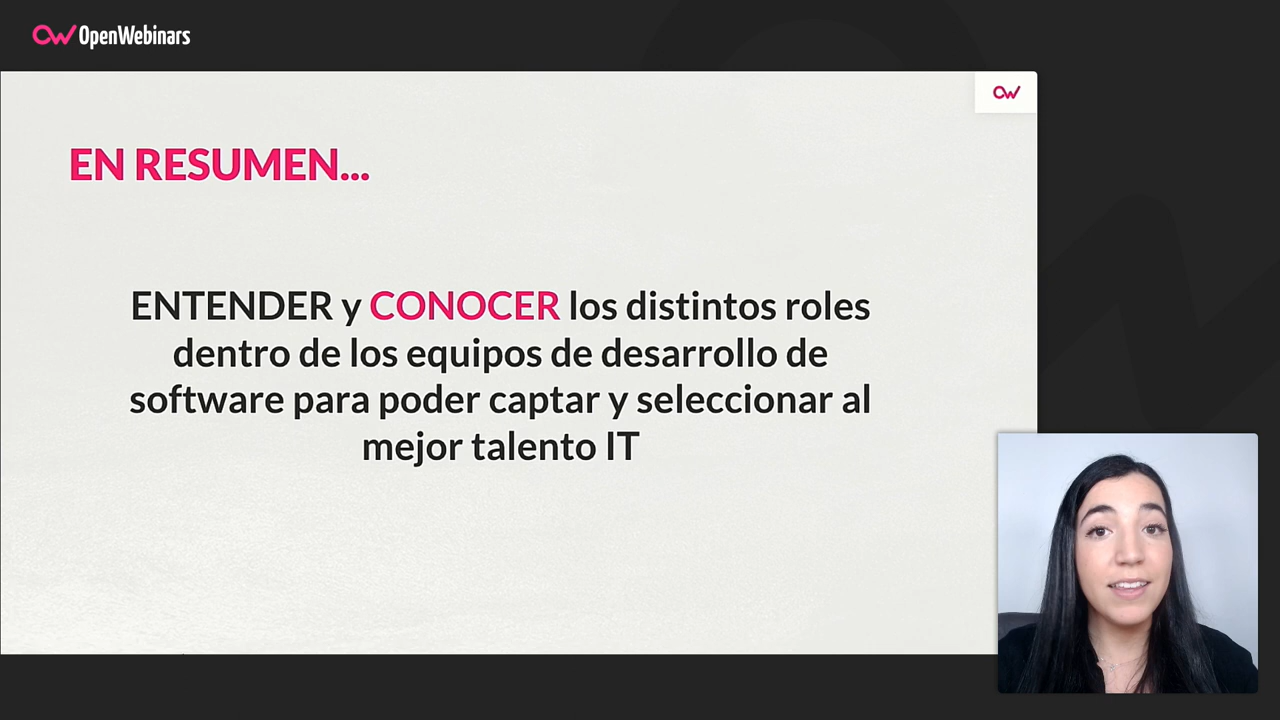 OpenWebinars
EN RESUMEN...
ENTENDER y CONOCER los distintos roles
dentro de los equipos de desarrollo de
software para poder captar y seleccionar al
mejor talento IT